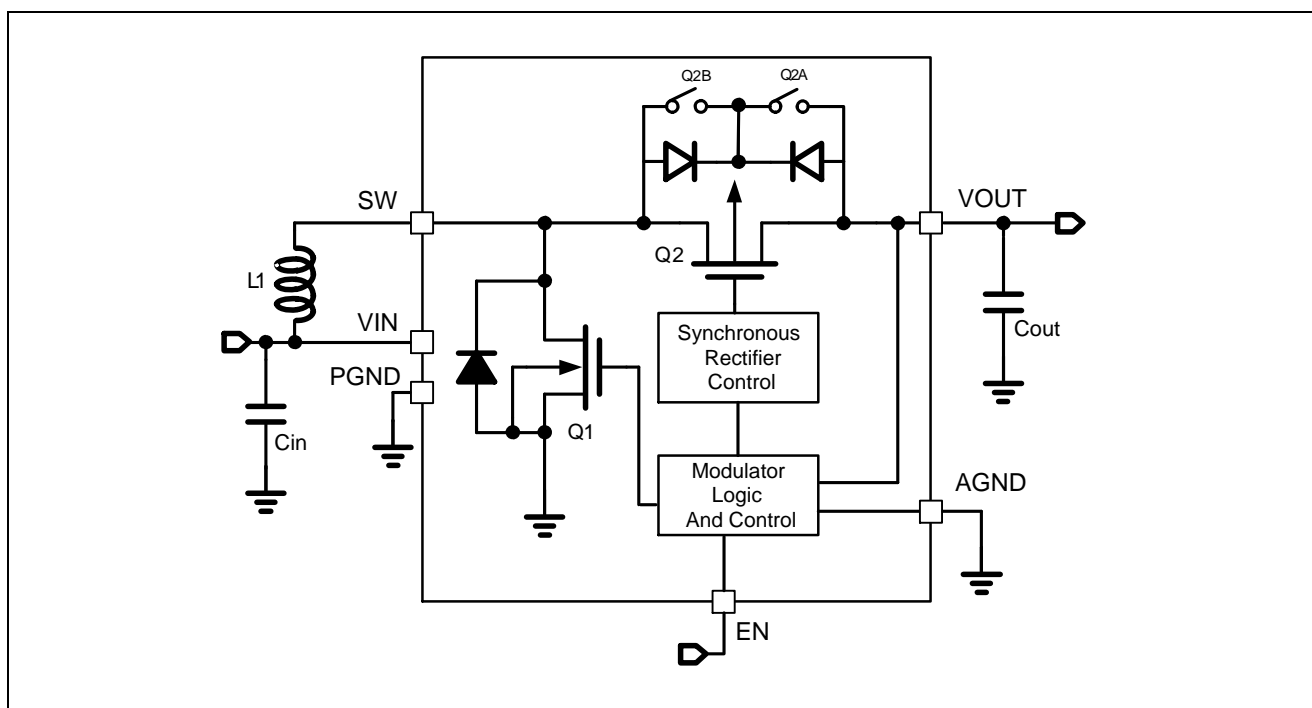 Q2B
Q2A
SW
VOUT
Q2
L1
VIN
Synchronous
Rectifier
Control
Cout
PGND
Cin
Q1
Modulator
Logic
And Control
AGND
EN